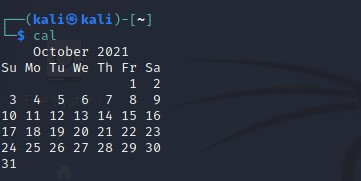 ┌──(kali㉿kali)-[~]
└─$ cal
    October 2021
Su Mo Tu We Th Fr Sa
                1  2
 3  4  5  6  7  8  9
10 11 12 13 14 15 16
17 18 19 20 21 22 23
24 25 26 27 28 29 30
31